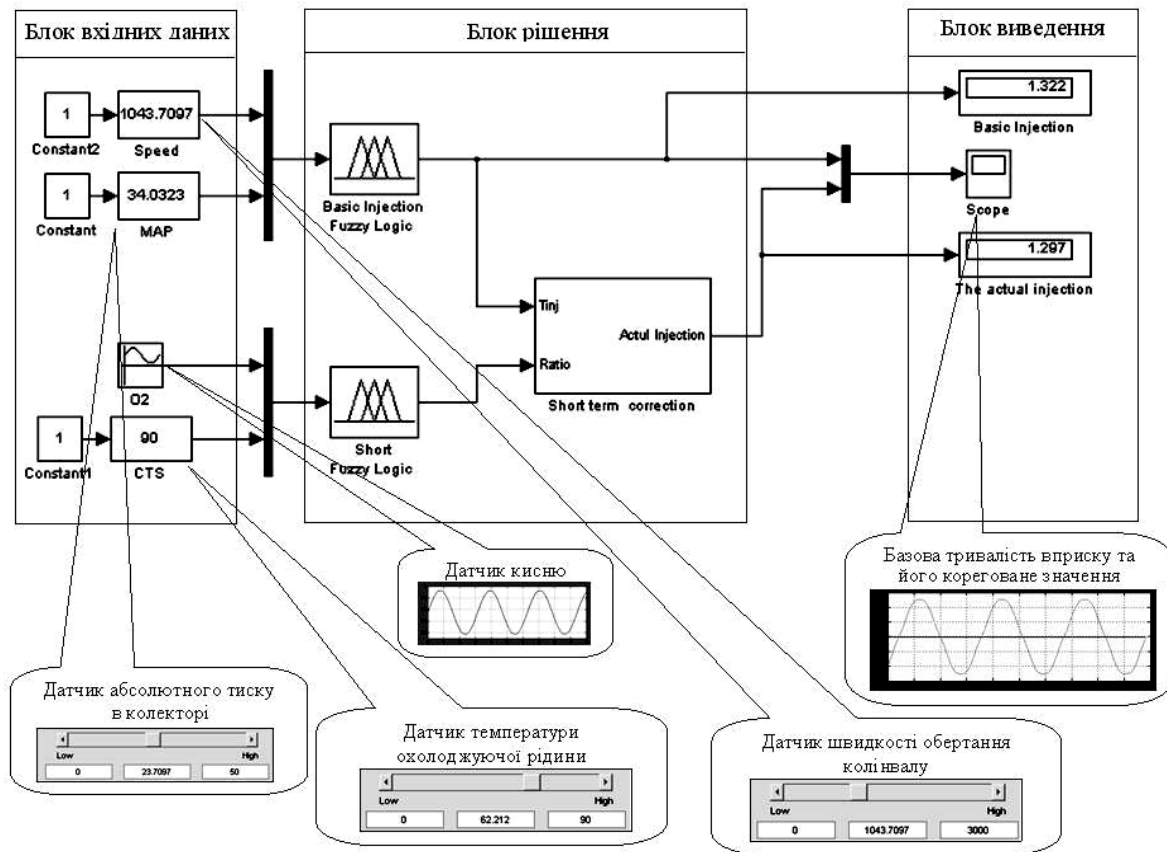 Блок вхідних даних
Блок рішення
Блок виведення
1
Constant2
1043.7097
Speed
1
Constant
34.0323
MAP
O2
1
Constant1
90
CTS
Basic Injection
Fuzzy Logic
Short
Fuzzy Logic
Tinj
Ratio
Actul Injection
Short term correction
1.322
Basic Injection
Scope
1.297
The actual injection
Датчик кисню
Базова тривалість вприску та
його кореговане значення
Датчик абсолютного тиску
в колекторі
Low
High
0
23.7097
50
Датчик температури
охолоджуючої рідини
Low
High
0
62.212
90
Датчик швидкості обертання
колінвалу
Low
High
0
1043.7097
3000